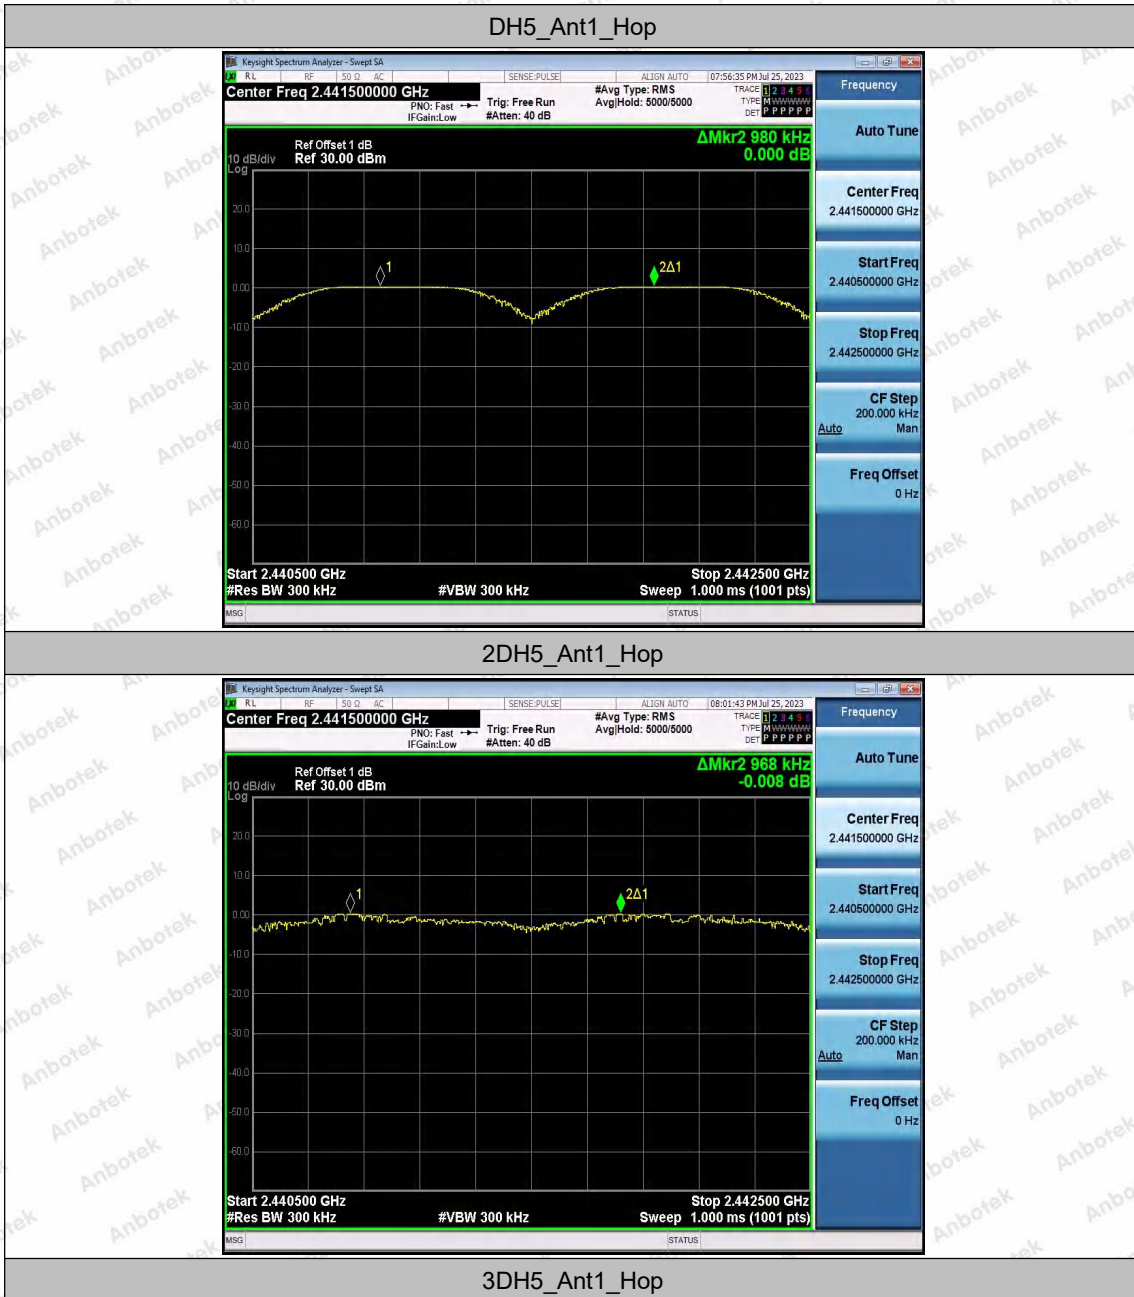 DH5_Ant1_Hop
Keysight Spectrum Analyzer - Swept SA
LXI RL RF 50 Ω AC SENSE:PULSE ALIGN AUTO 07:56:35 PM Jul 25, 2023
Center Freq 2.441500000 GHz
PNO: Fast
IFGain:Low
Trig: Free Run
#Atten: 40 dB
#Avg Type: RMS
Avg|Hold: 5000/5000
TRACE 1 2 3 4 5 6
TYPE M WWWWW
DET P P P P P P
Frequency
Auto Tune
Center Freq
2.441500000 GHz
Start Freq
2.440500000 GHz
Stop Freq
2.442500000 GHz
CF Step
200.000 kHz
Auto Man
Freq Offset
0 Hz
ΔMkr2 980 kHz
0.000 dB
Ref Offset 1 dB
10 dB/div Ref 30.00 dBm
Log
20.0
10.0
0.00
-10.0
-20.0
-30.0
-40.0
-50.0
-60.0
1
2Δ1
Start 2.440500 GHz Stop 2.442500 GHz
#Res BW 300 kHz #VBW 300 kHz Sweep 1.000 ms (1001 pts)
MSG STATUS
2DH5_Ant1_Hop
Keysight Spectrum Analyzer - Swept SA
LXI RL RF 50 Ω AC SENSE:PULSE ALIGN AUTO 08:01:43 PM Jul 25, 2023
Center Freq 2.441500000 GHz
PNO: Fast
IFGain:Low
Trig: Free Run
#Atten: 40 dB
#Avg Type: RMS
Avg|Hold: 5000/5000
TRACE 1 2 3 4 5 6
TYPE M WWWWW
DET P P P P P P
Frequency
Auto Tune
Center Freq
2.441500000 GHz
Start Freq
2.440500000 GHz
Stop Freq
2.442500000 GHz
CF Step
200.000 kHz
Auto Man
Freq Offset
0 Hz
ΔMkr2 968 kHz
-0.008 dB
Ref Offset 1 dB
10 dB/div Ref 30.00 dBm
Log
20.0
10.0
0.00
-10.0
-20.0
-30.0
-40.0
-50.0
-60.0
1
2Δ1
Start 2.440500 GHz Stop 2.442500 GHz
#Res BW 300 kHz #VBW 300 kHz Sweep 1.000 ms (1001 pts)
MSG STATUS
3DH5_Ant1_Hop
Anbotek